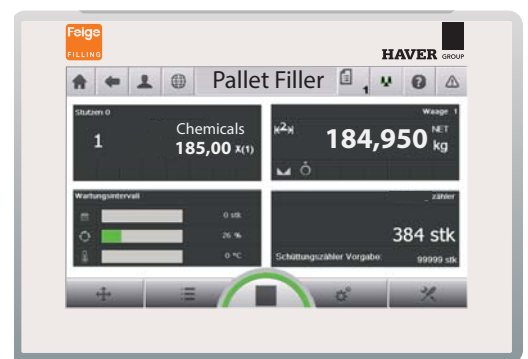 Feige
FILLING
HAVER GROUP
Pallet Filler
1
Stutzen 0
1
Chemicals
185,00 X(1)
Waage 1
2
184,950 NET kg
Wartungsintervall
0 stk
26 %
0 °C
_ zähler
384 stk
Schüttungszähler Vorgabe: 99999 stk